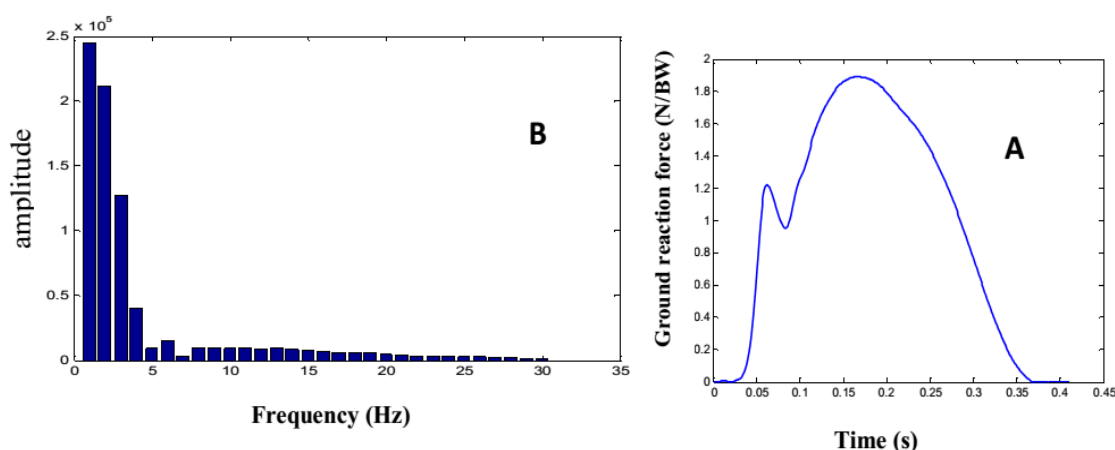 × 10⁵
2.5
2
1.5
1
0.5
0
0 5 10 15 20 25 30 35
amplitude
Frequency (Hz)
B
2
1.8
1.6
1.4
1.2
1
0.8
0.6
0.4
0.2
0
0 0.05 0.1 0.15 0.2 0.25 0.3 0.35 0.4 0.45
Ground reaction force (N/BW)
Time (s)
A